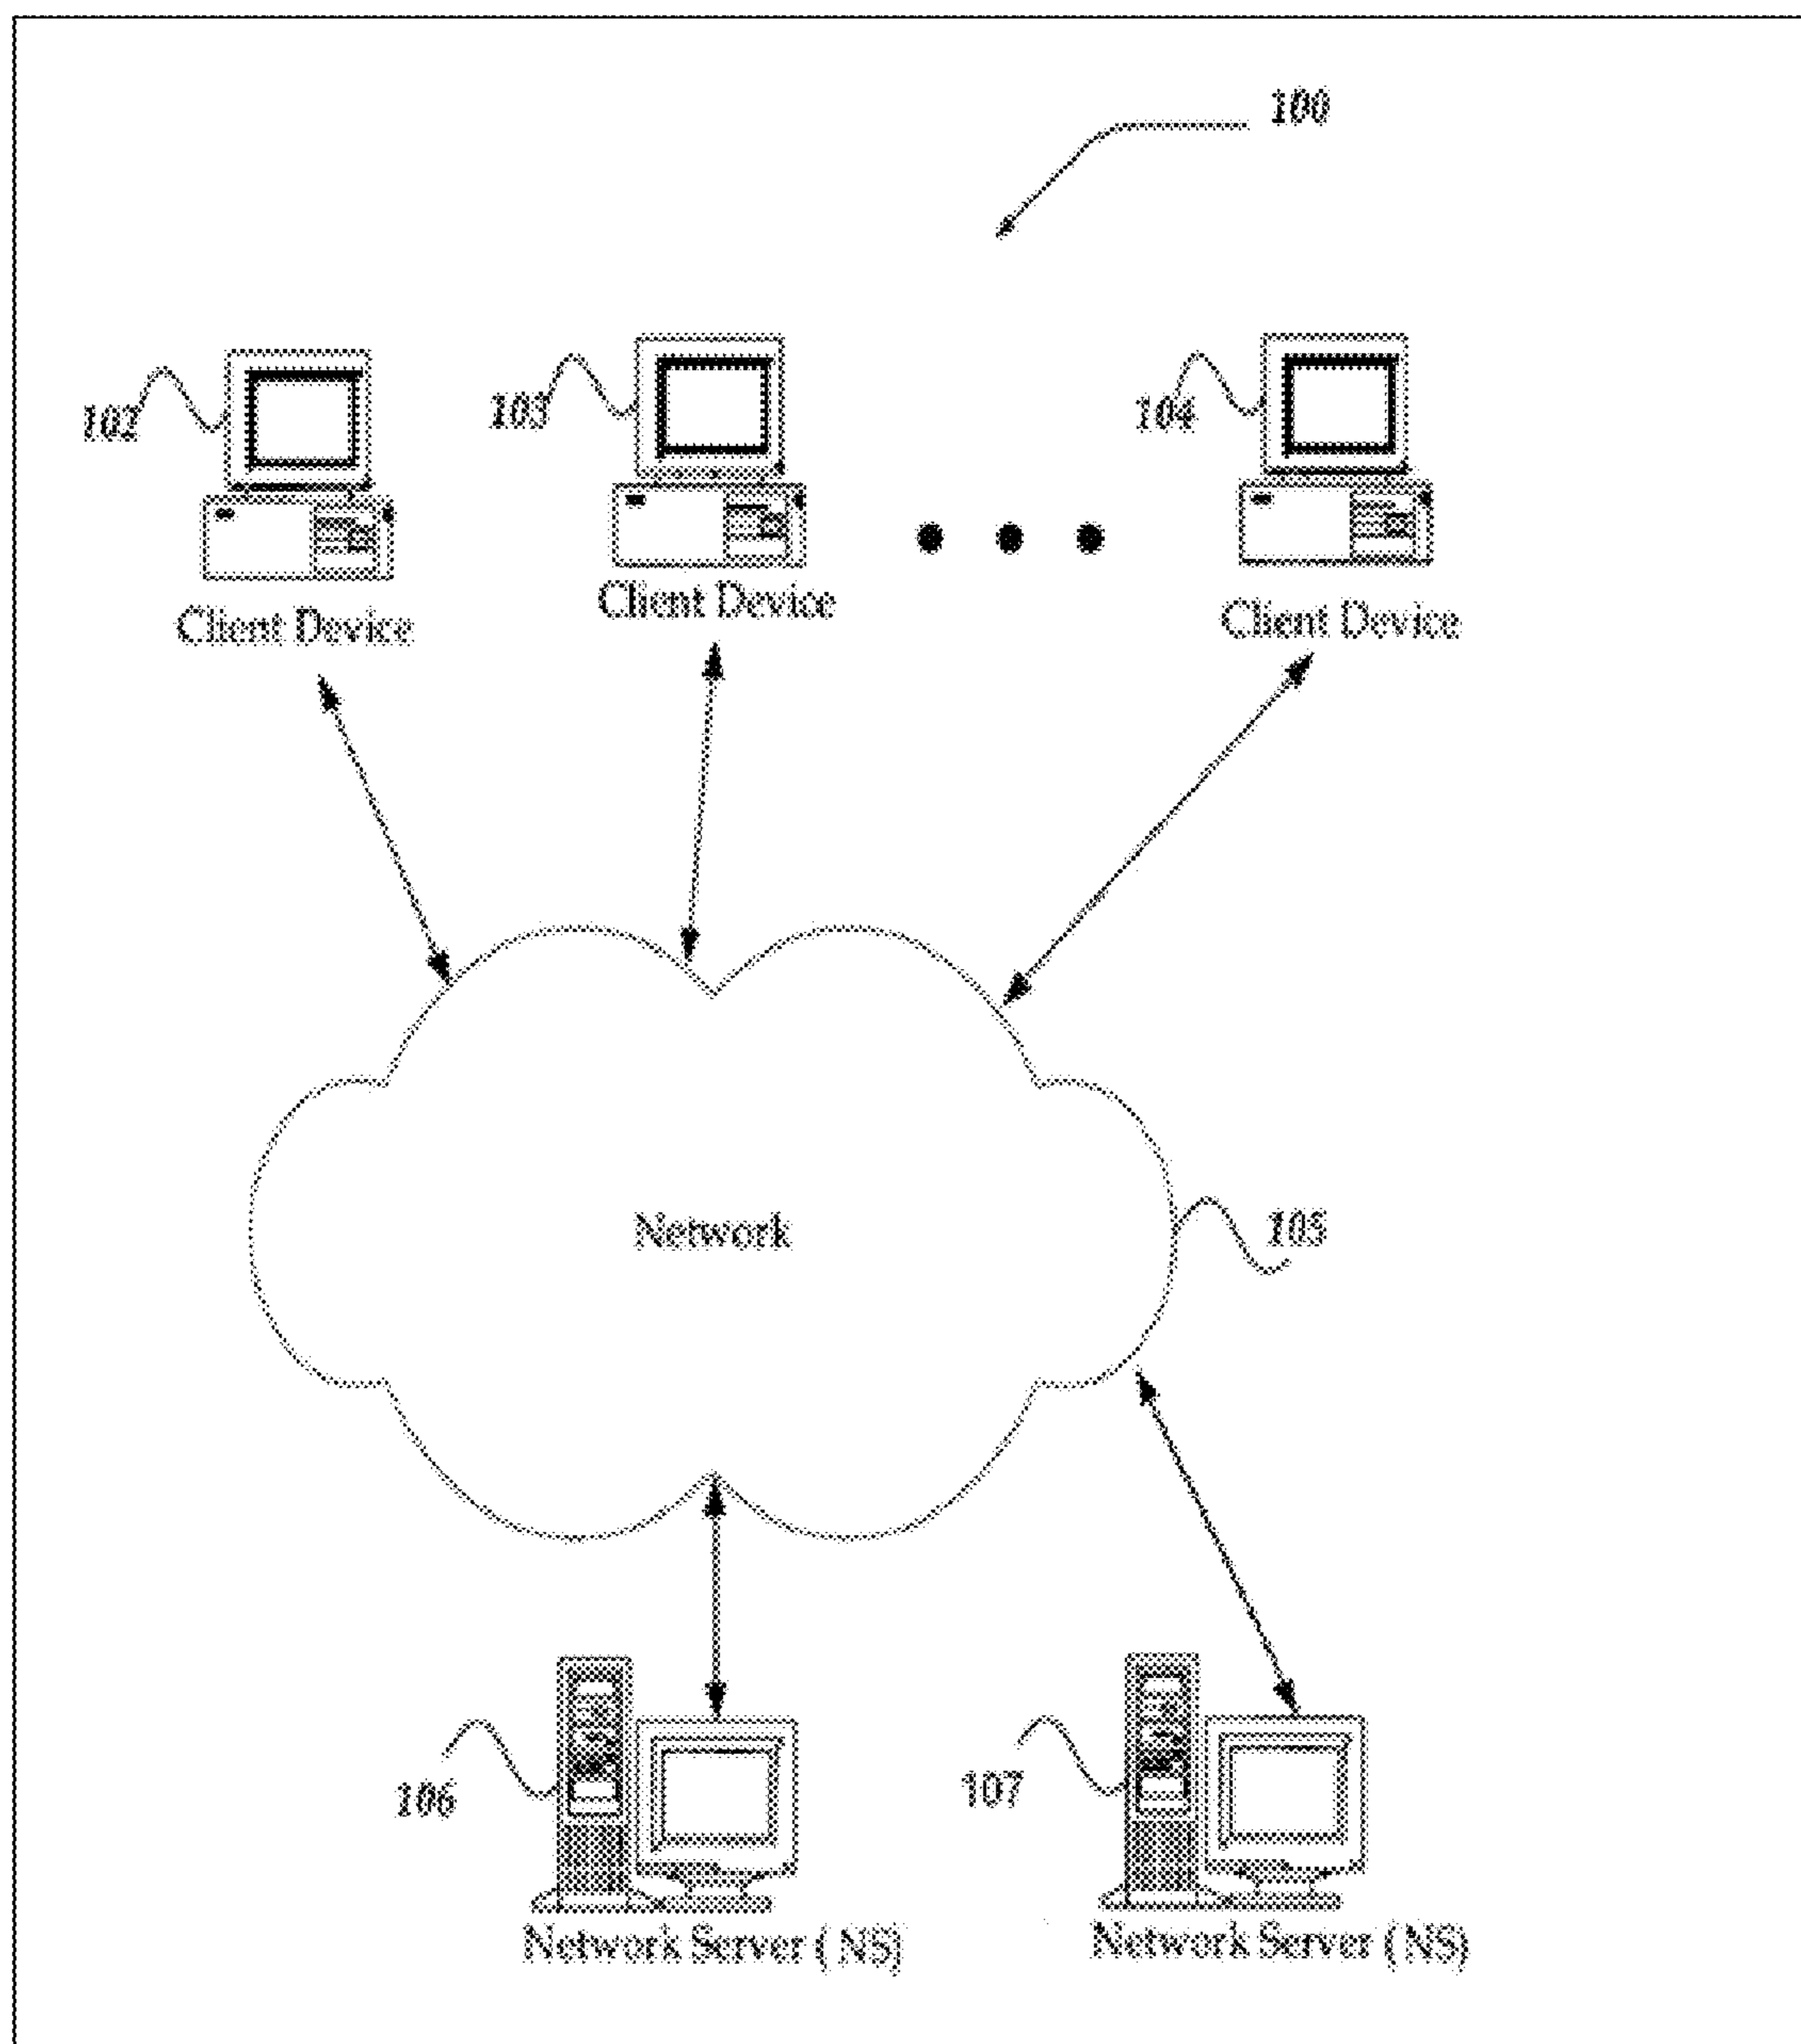 100
102
103
104
Client Device
Client Device
Client Device
Network
105
106
107
Network Server ( NS)
Network Server (NS)